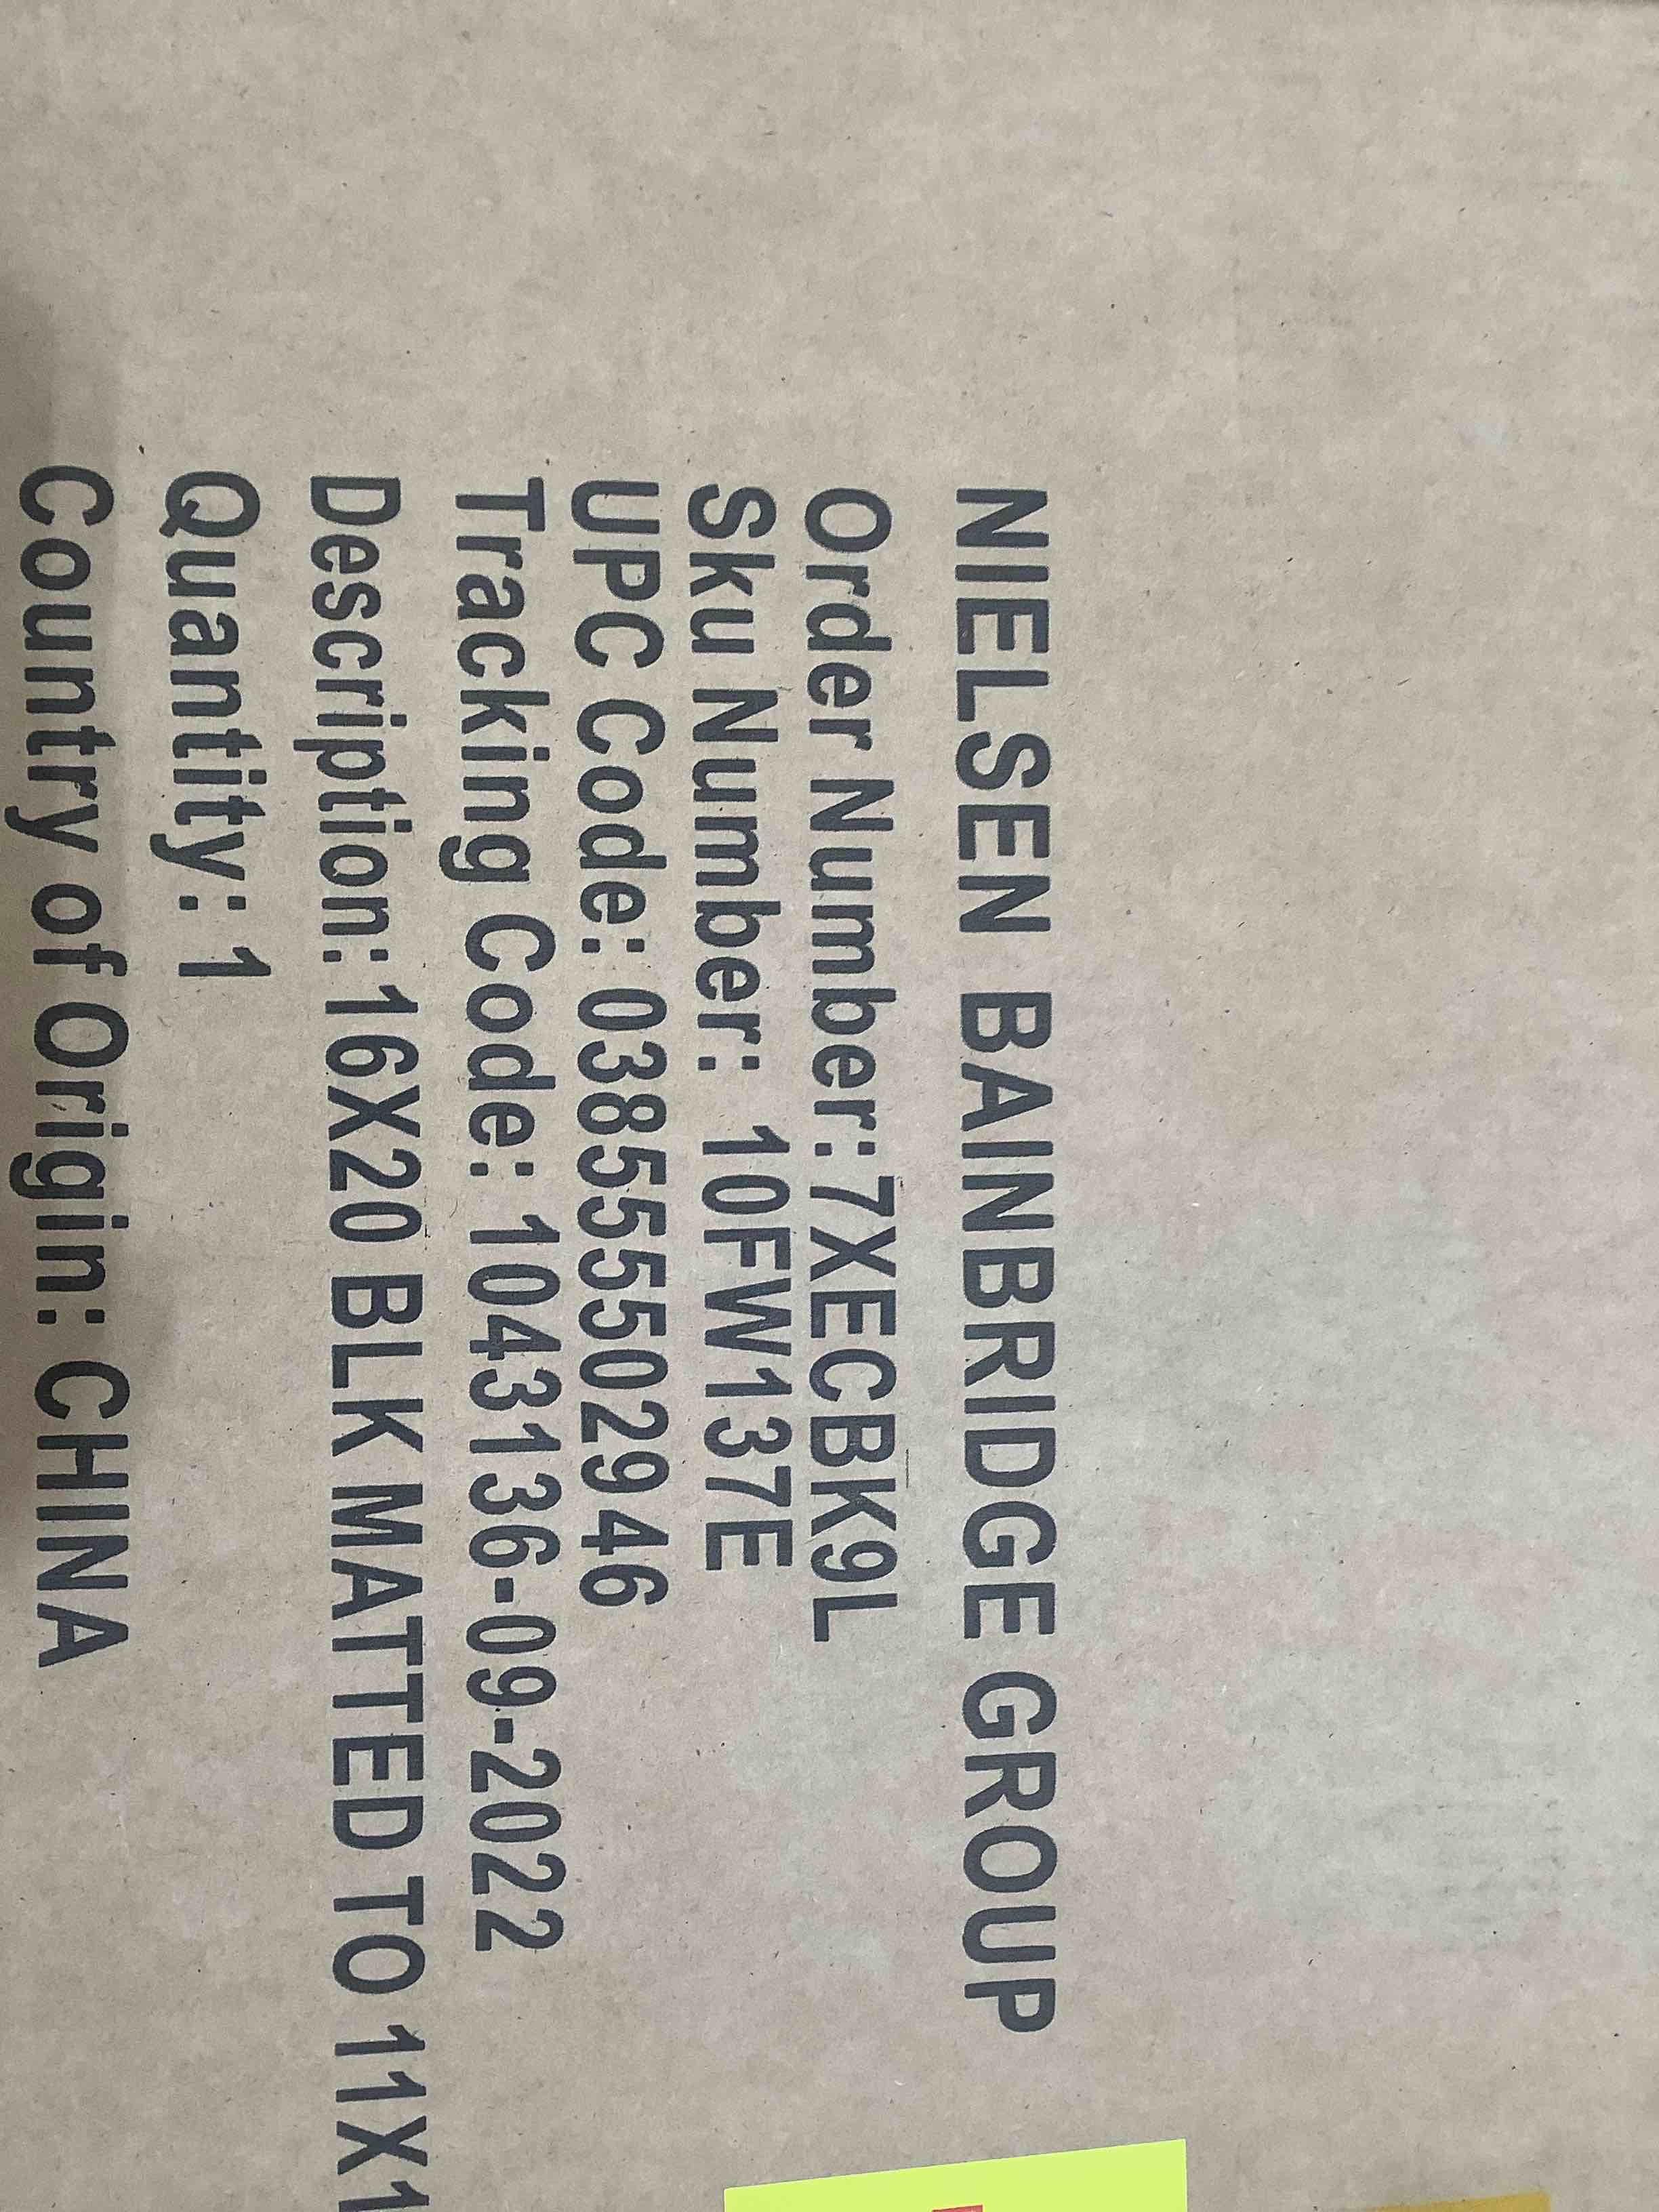 NIELSEN BAINBRIDGE GROUP
Order Number:7XECBK9L
Sku Number: 10FW137E
UPC Code: 038555502946
Tracking Code: 1043136-09-2022
Description: 16X20 BLK MATTED TO 11X1
Quantity: 1
Country of Origin: CHINA